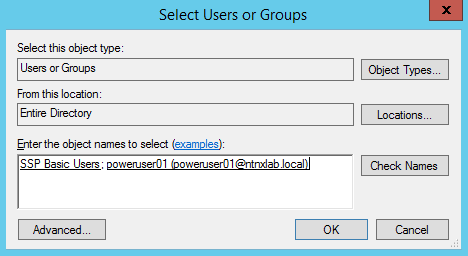 Select Users or Groups
x
Select this object type:
Users or Groups
Object Types...
From this location:
Entire Directory
Locations...
Enter the object names to select (examples):
SSP Basic Users; poweruser01 (poweruser01@ntnxlab.local)
Check Names
Advanced...
OK
Cancel